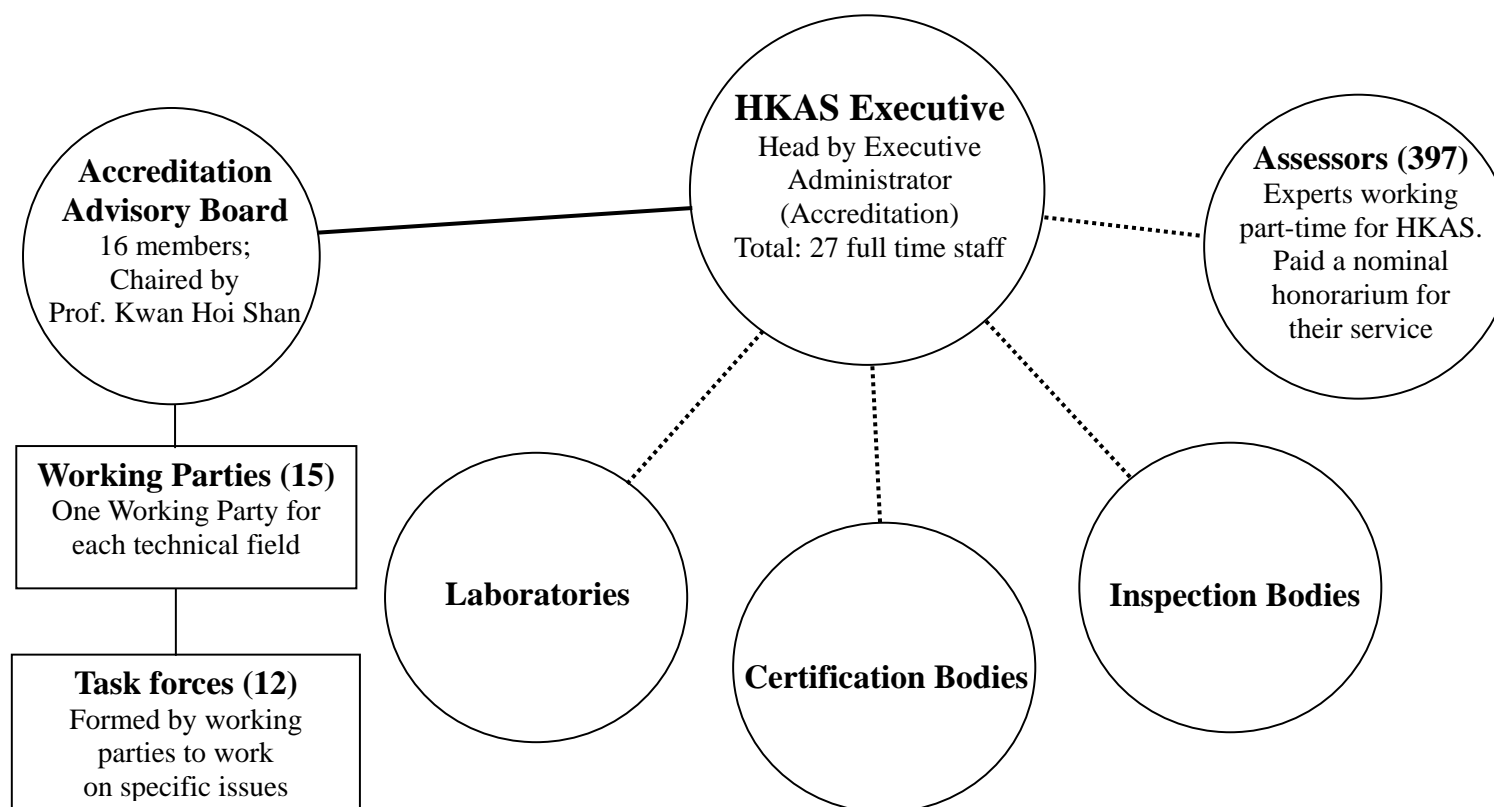 HKAS Executive
Head by Executive
Administrator
(Accreditation)
Total: 27 full time staff
Accreditation
Advisory Board
16 members;
Chaired by
Prof. Kwan Hoi Shan
Assessors (397)
Experts working
part-time for HKAS.
Paid a nominal
honorarium for
their service
Working Parties (15)
One Working Party for
each technical field
Task forces (12)
Formed by working
parties to work
on specific issues
Laboratories
Certification Bodies
Inspection Bodies